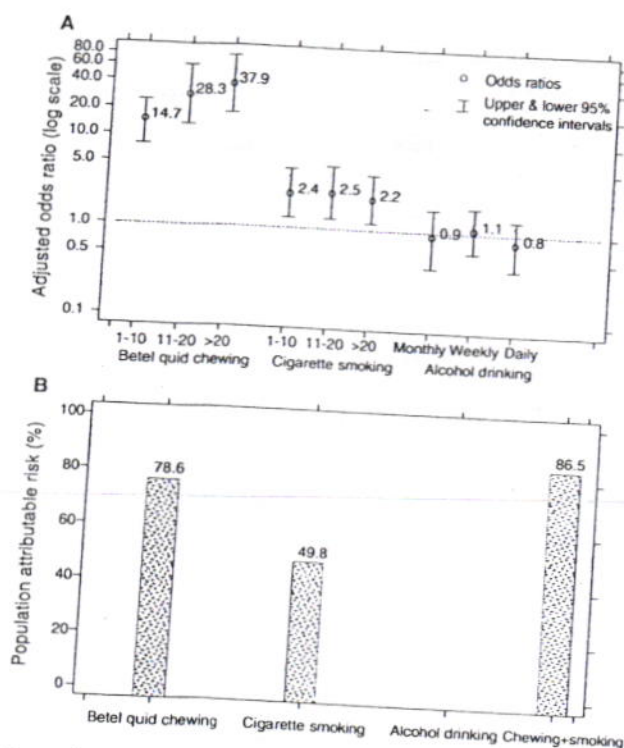 A
80.0
60.0
40.0
20.0
10.0
5.0
1.0
0.5
0.1
Adjusted odds ratio (log scale)
14.7
28.3
37.9
2.4
2.5
2.2
0.9
1.1
0.8
Odds ratios
Upper & lower 95%
confidence intervals
1-10 11-20 >20
Betel quid chewing
1-10 11-20 >20
Cigarette smoking
Monthly Weekly Daily
Alcohol drinking
B
100
80
60
40
20
0
Population attributable risk (%)
78.6
49.8
86.5
Betel quid chewing
Cigarette smoking
Alcohol drinking
Chewing+smoking